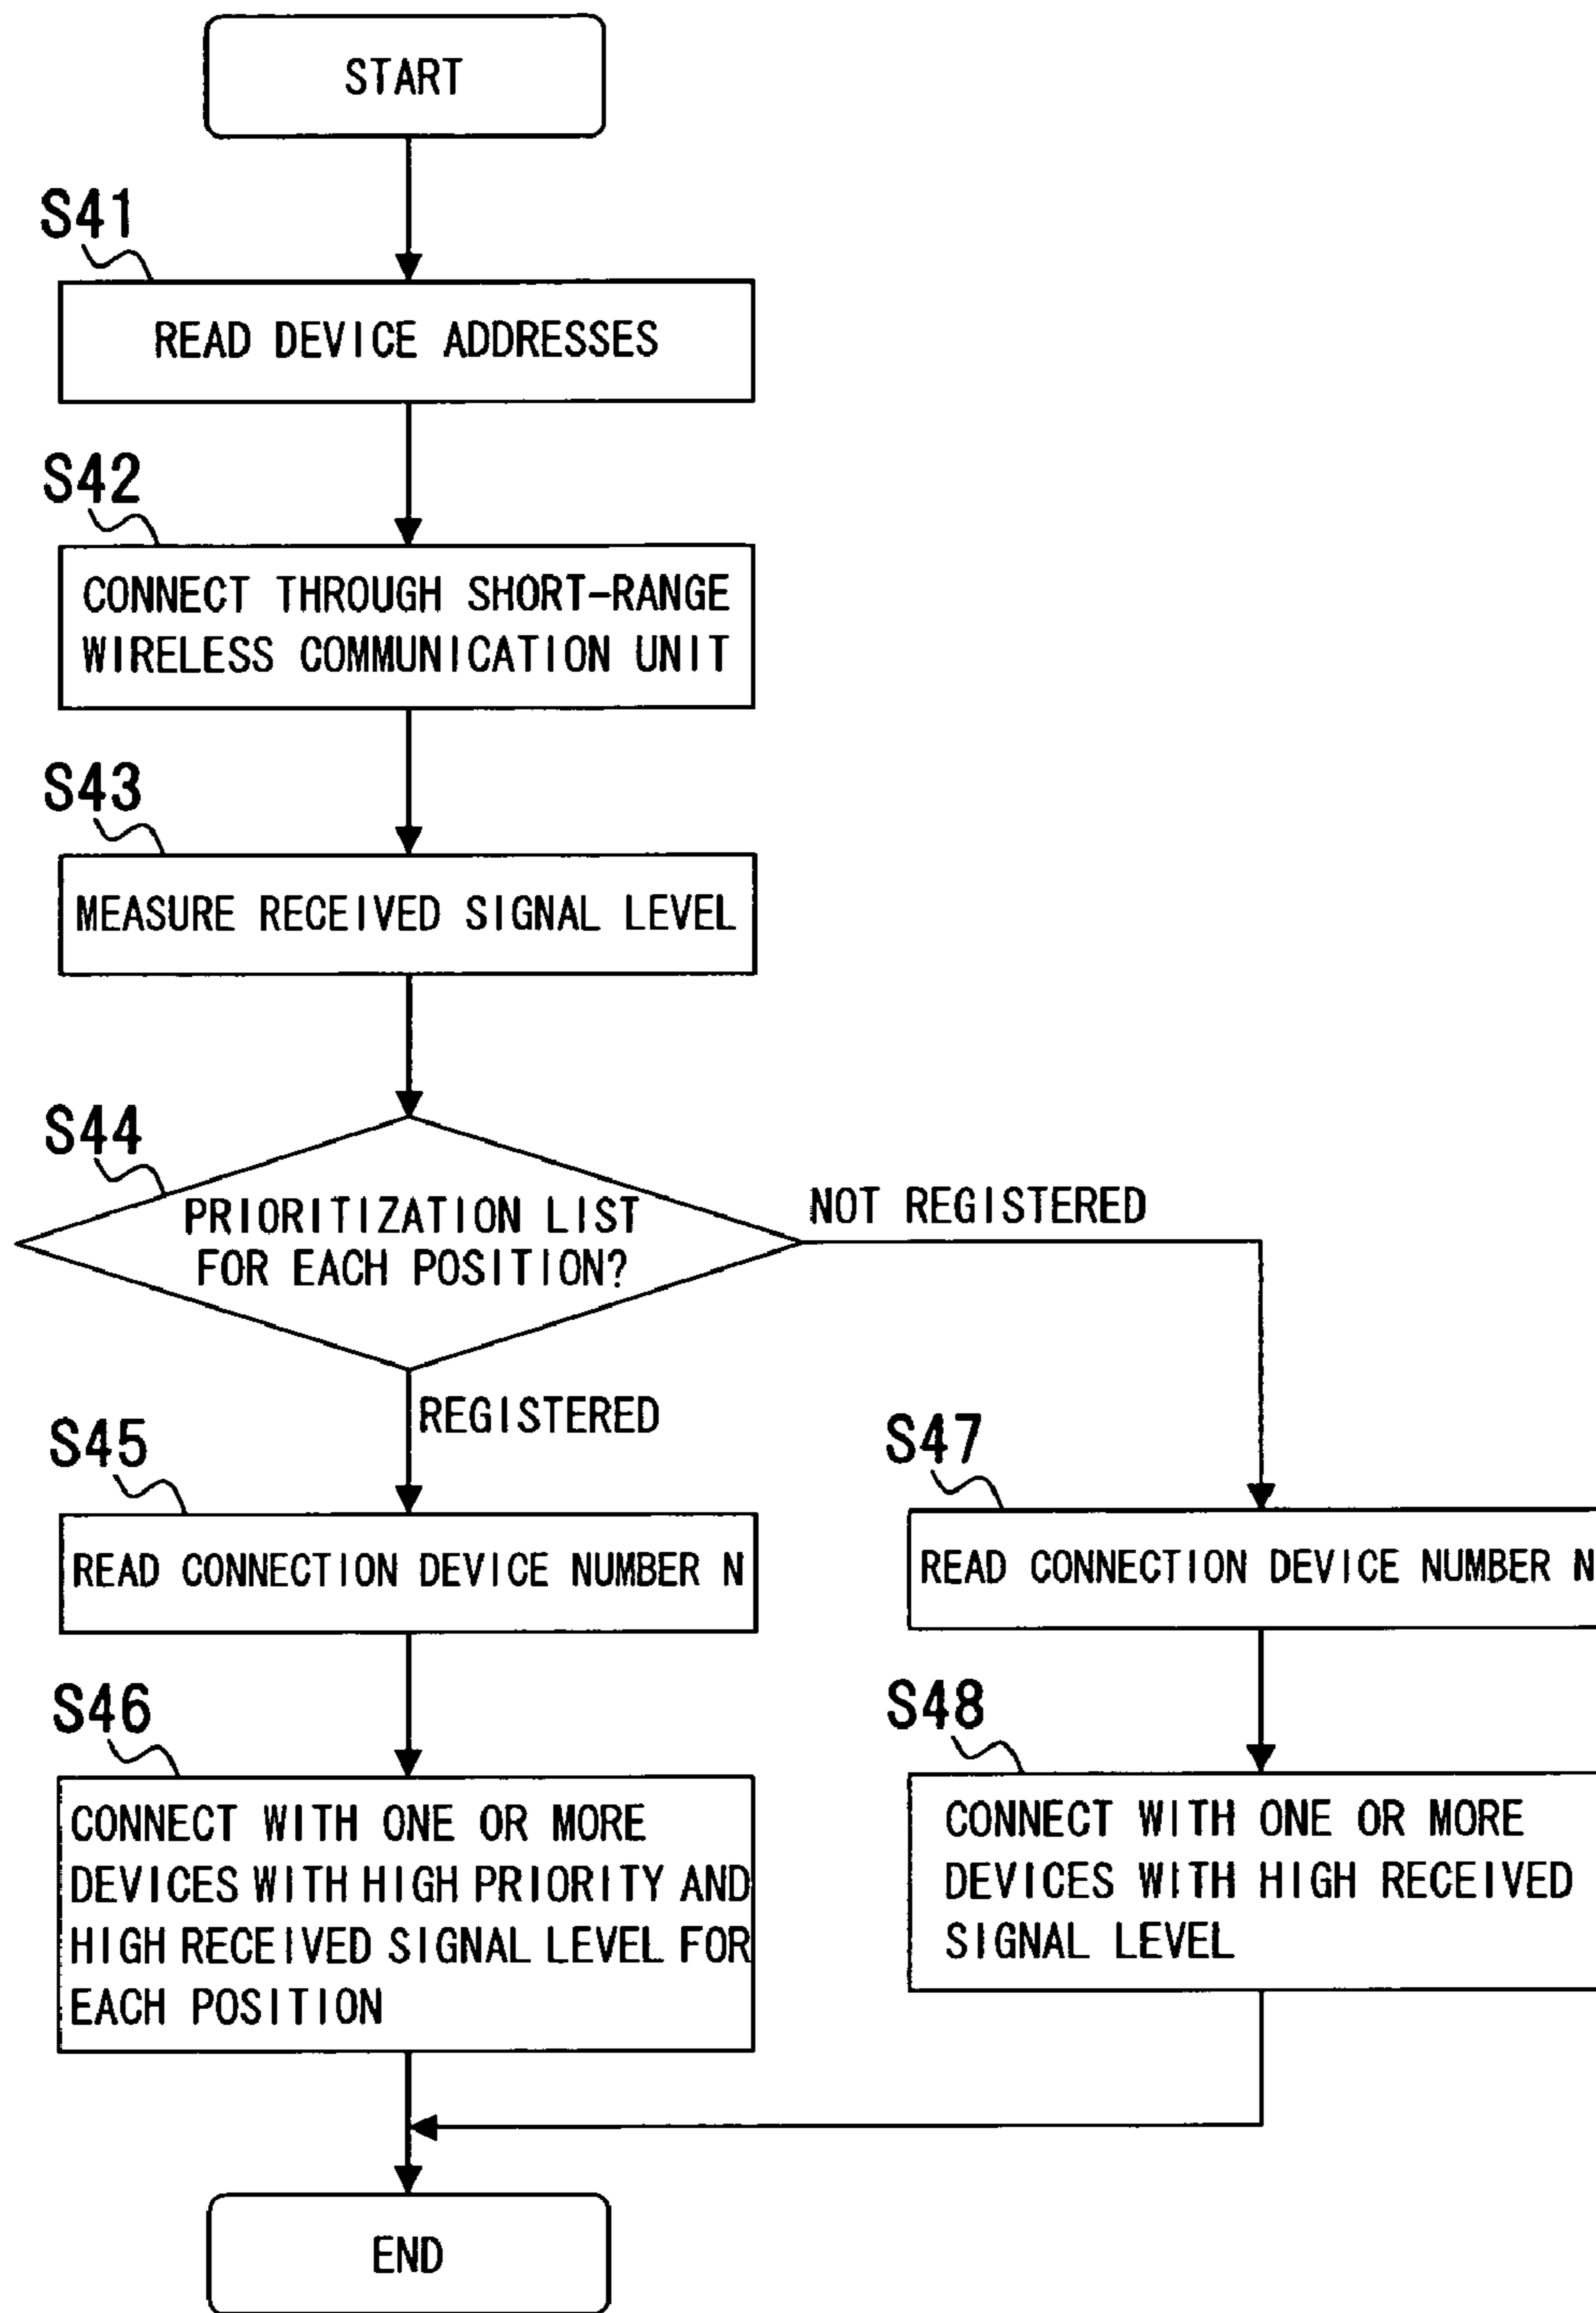 START
S41
READ DEVICE ADDRESSES
S42
CONNECT THROUGH SHORT-RANGE
WIRELESS COMMUNICATION UNIT
S43
MEASURE RECEIVED SIGNAL LEVEL
S44
PRIORITIZATION LIST
FOR EACH POSITION?
NOT REGISTERED
REGISTERED
S45
READ CONNECTION DEVICE NUMBER N
S47
READ CONNECTION DEVICE NUMBER N
S46
CONNECT WITH ONE OR MORE
DEVICES WITH HIGH PRIORITY AND
HIGH RECEIVED SIGNAL LEVEL FOR
EACH POSITION
S48
CONNECT WITH ONE OR MORE
DEVICES WITH HIGH RECEIVED
SIGNAL LEVEL
END